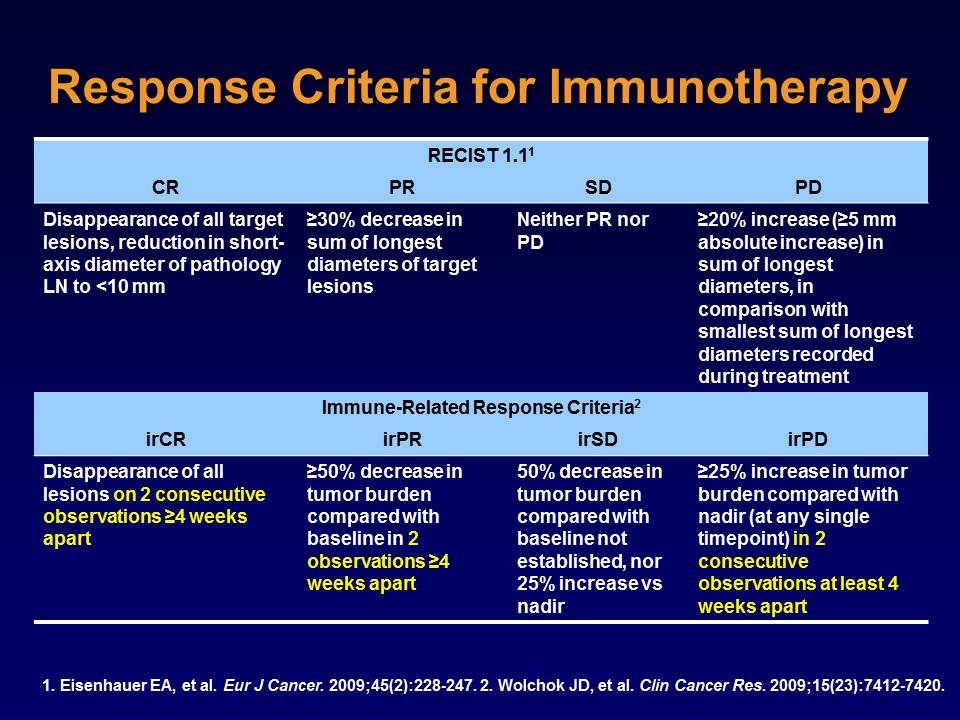 Response Criteria for Immunotherapy
RECIST 1.1¹
CR PR SD PD
Disappearance of all target
lesions, reduction in short-
axis diameter of pathology
LN to <10 mm
≥30% decrease in
sum of longest
diameters of target
lesions
Neither PR nor
PD
≥20% increase (≥5 mm
absolute increase) in
sum of longest
diameters, in
comparison with
smallest sum of longest
diameters recorded
during treatment
Immune-Related Response Criteria²
irCR irPR irSD irPD
Disappearance of all
lesions on 2 consecutive
observations ≥4 weeks
apart
≥50% decrease in
tumor burden
compared with
baseline in 2
observations ≥4
weeks apart
50% decrease in
tumor burden
compared with
baseline not
established, nor
25% increase vs
nadir
≥25% increase in tumor
burden compared with
nadir (at any single
timepoint) in 2
consecutive
observations at least 4
weeks apart
1. Eisenhauer EA, et al. Eur J Cancer. 2009;45(2):228-247. 2. Wolchok JD, et al. Clin Cancer Res. 2009;15(23):7412-7420.